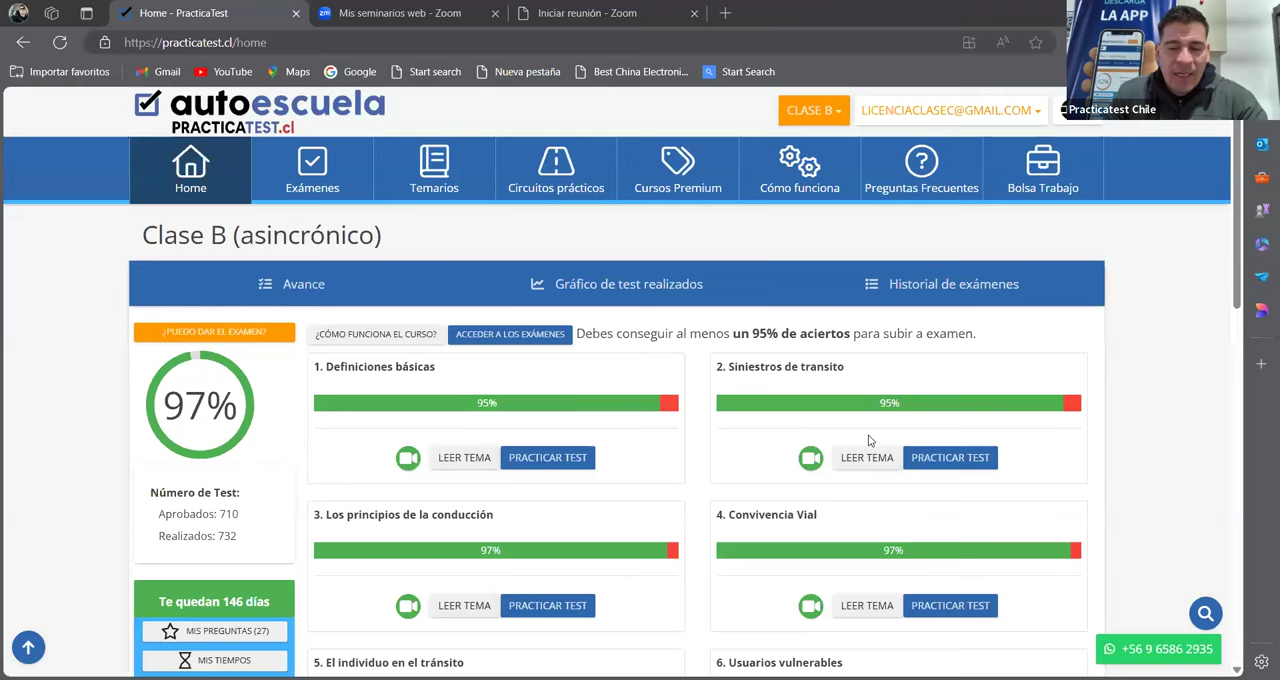 Home - PracticaTest
zm Mis seminarios web - Zoom
Iniciar reunión - Zoom
https://practicatest.cl/home
Importar favoritos
Gmail
YouTube
Maps
Google
Start search
Nueva pestaña
Best China Electroni...
Start Search
DESCARGA
LA APP
Practicatest Chile
autoescuela
PRACTICATEST.cl
CLASE B
LICENCIACLASEC@GMAIL.COM
Home
Exámenes
Temarios
Circuitos prácticos
Cursos Premium
Cómo funciona
Preguntas Frecuentes
Bolsa Trabajo
Clase B (asincrónico)
Avance
Gráfico de test realizados
Historial de exámenes
¿PUEDO DAR EL EXAMEN?
97%
Número de Test:
Aprobados: 710
Realizados: 732
Te quedan 146 días
MIS PREGUNTAS (27)
MIS TIEMPOS
¿CÓMO FUNCIONA EL CURSO?
ACCEDER A LOS EXÁMENES
Debes conseguir al menos un 95% de aciertos para subir a examen.
1. Definiciones básicas
95%
LEER TEMA
PRACTICAR TEST
2. Siniestros de transito
95%
LEER TEMA
PRACTICAR TEST
3. Los principios de la conducción
97%
LEER TEMA
PRACTICAR TEST
4. Convivencia Vial
97%
LEER TEMA
PRACTICAR TEST
5. El individuo en el tránsito
6. Usuarios vulnerables
+56 9 6586 2935